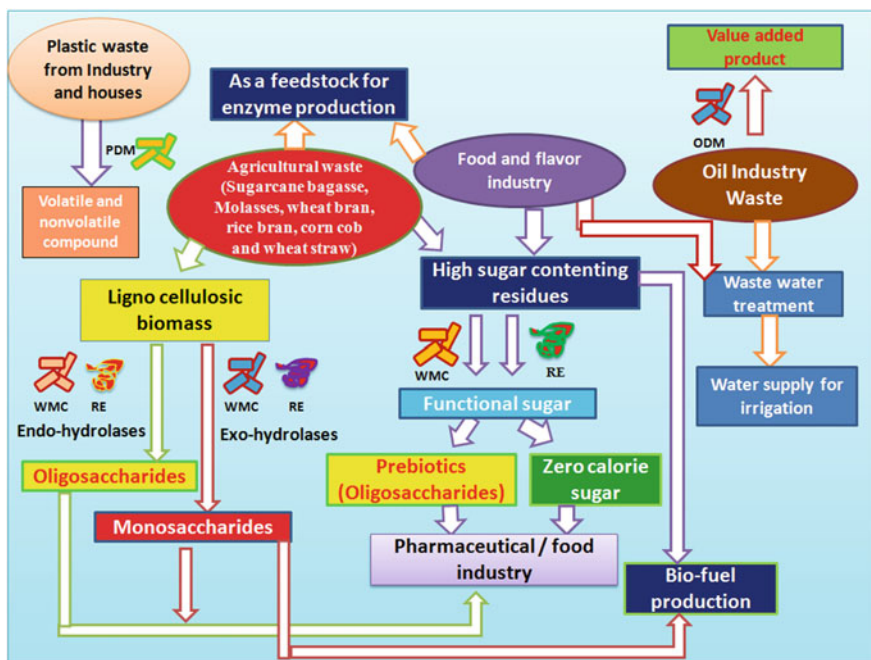 Plastic waste
from Industry
and houses
As a feedstock for
enzyme production
Value added
product
PDM
ODM
Agricultural waste
(Sugarcane bagasse,
Molasses, wheat bran,
rice bran, corn cob
and wheat straw)
Food and flavor
industry
Oil Industry
Waste
Volatile and
nonvolatile
compound
High sugar contenting
residues
Waste water
treatment
Ligno cellulosic
biomass
WMC
RE
Endo-hydrolases
WMC
RE
Exo-hydrolases
WMC
RE
Functional sugar
Water supply for
irrigation
Oligosaccharides
Prebiotics
(Oligosaccharides)
Zero calorie
sugar
Monosaccharides
Pharmaceutical / food
industry
Bio-fuel
production